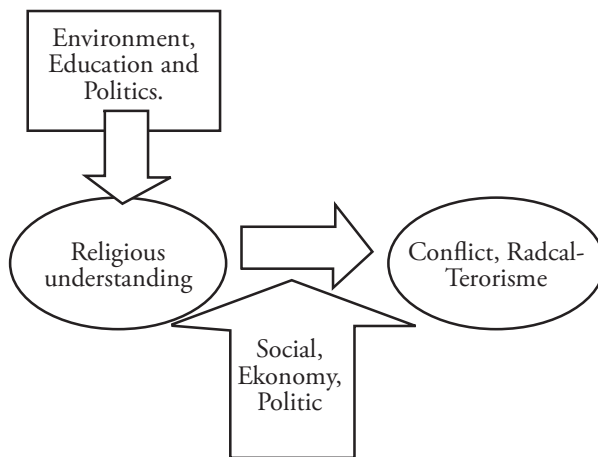 Environment,
Education and
Politics.
Religious
understanding
Conflict, Radcal-
Terorisme
Social,
Ekonomy,
Politic